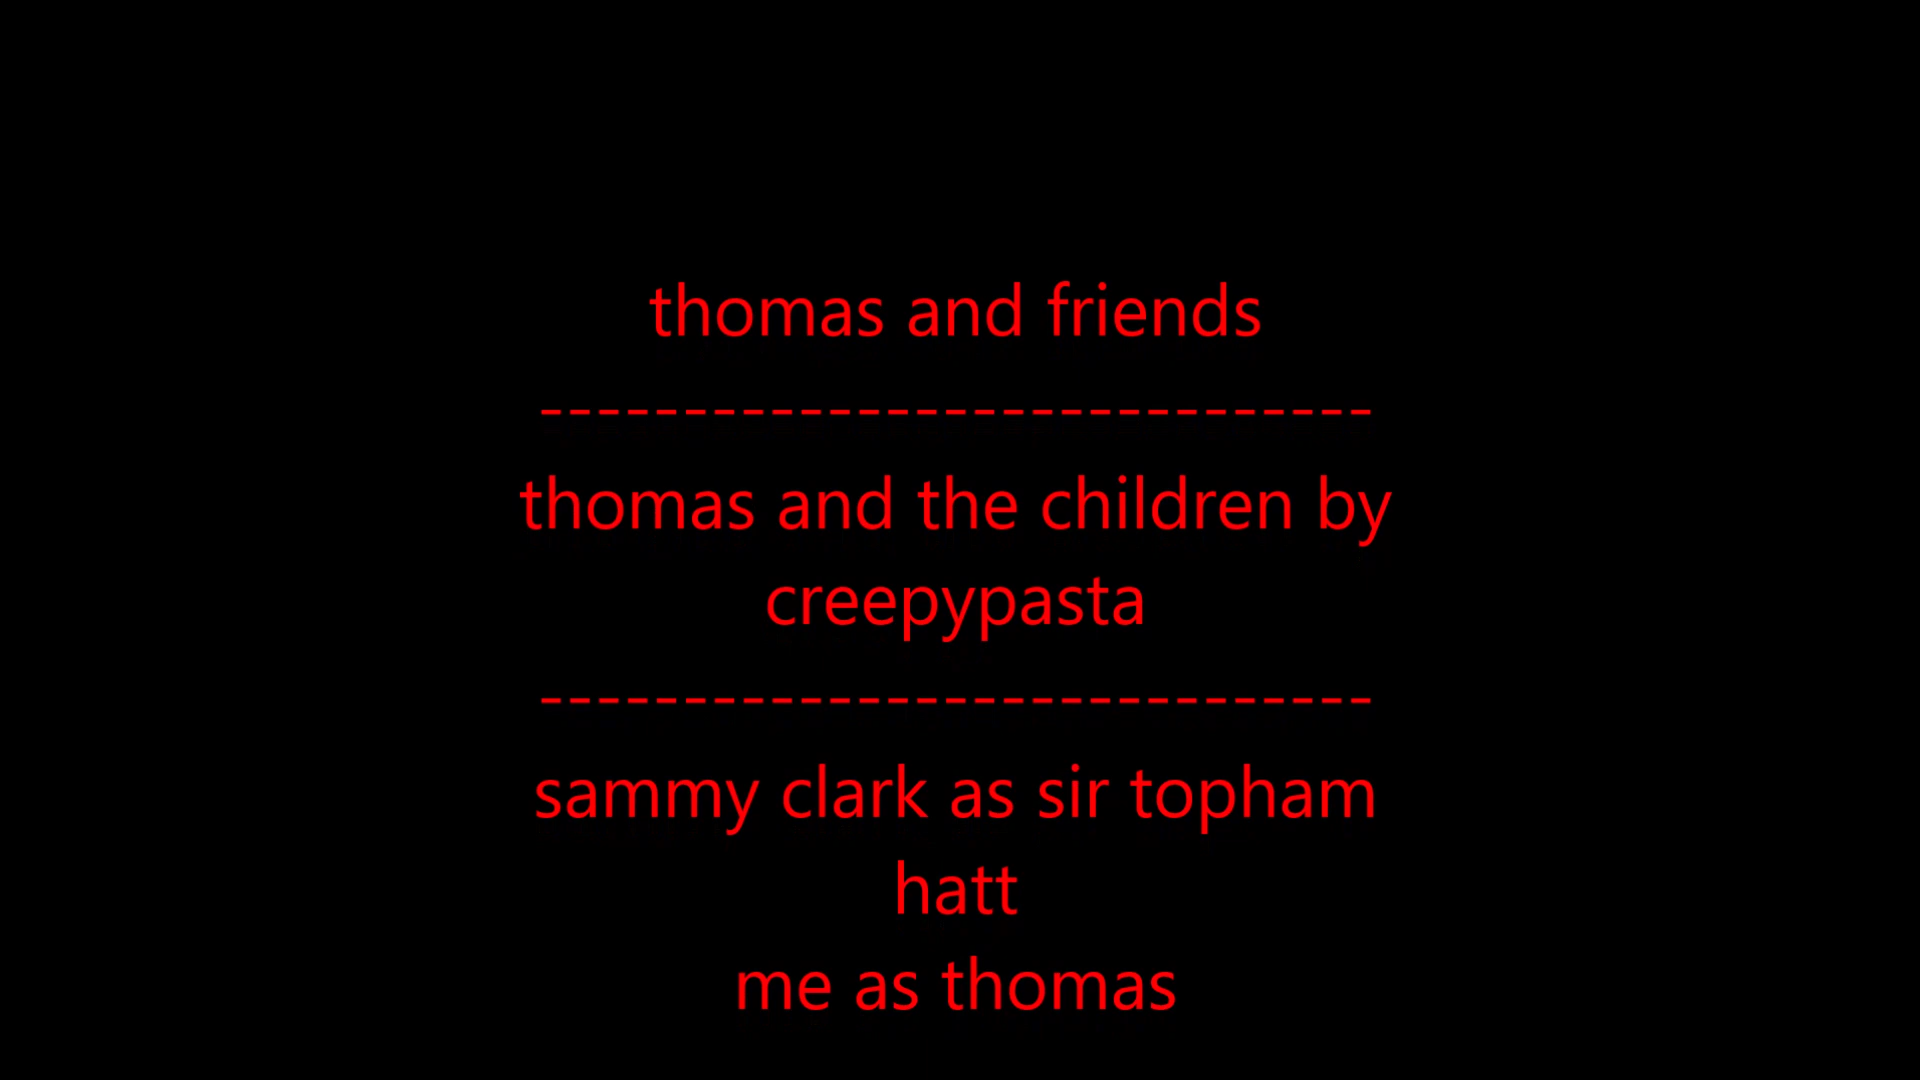 thomas and friends
-----------------------------
thomas and the children by
creepypasta
-----------------------------
sammy clark as sir topham
hatt
me as thomas